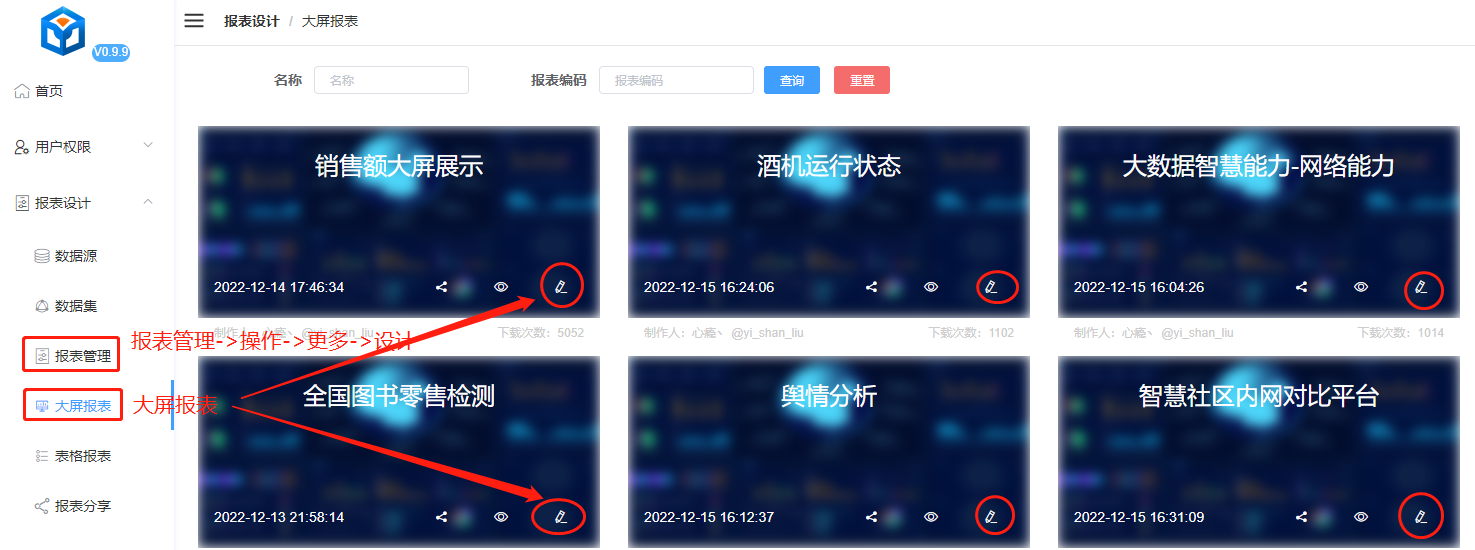 V0.9.9
首页
用户权限
报表设计
数据源
数据集
报表管理
大屏报表
表格报表
报表分享
报表设计 / 大屏报表
名称 名称 报表编码 报表编码 查询 重置
销售额大屏展示
2022-12-14 17:46:34
制作人：心瘾丶 @yi_shan_liu 下载次数：5052
酒机运行状态
2022-12-15 16:24:06
制作人：心瘾丶 @yi_shan_liu 下载次数：1102
大数据智慧能力-网络能力
2022-12-15 16:04:26
制作人：心瘾丶 @yi_shan_liu 下载次数：1014
报表管理->操作->更多->设计
大屏报表
全国图书零售检测
2022-12-13 21:58:14
舆情分析
2022-12-15 16:12:37
智慧社区内网对比平台
2022-12-15 16:31:09